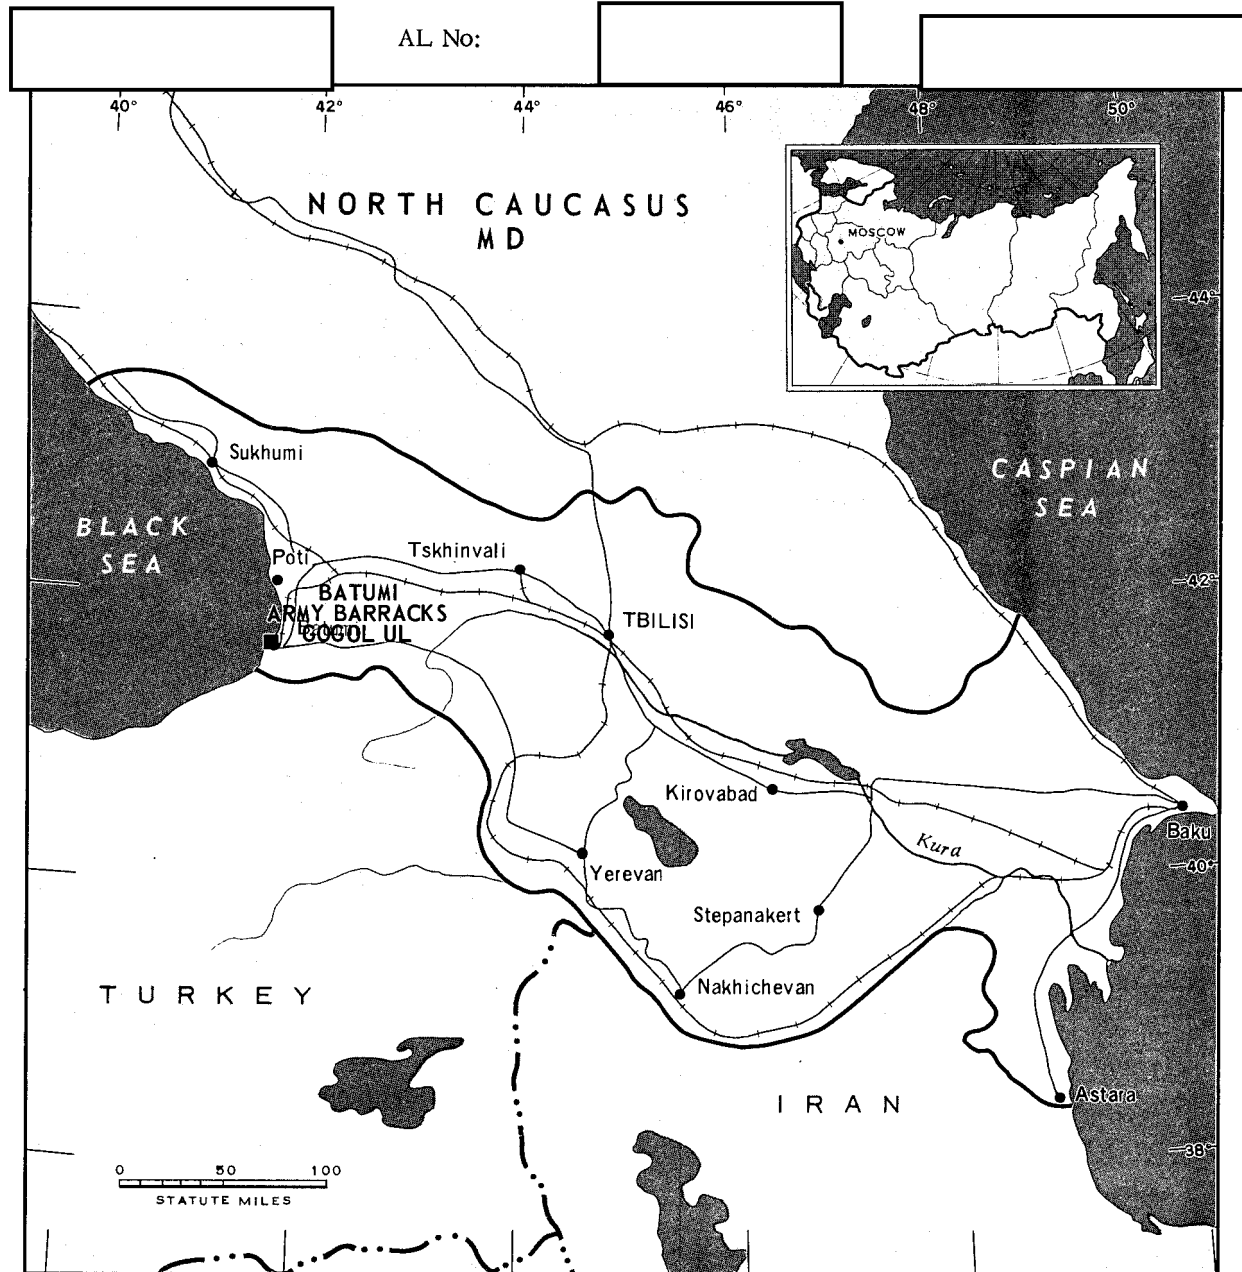 AL No:
40° 42° 44° 46° 48° 50°
NORTH CAUCASUS
MD
MOSCOW
44°
Sukhumi
CASPIAN
SEA
BLACK
SEA
Poti
Tskhinvali
42°
BATUMI
ARMY BARRACKS
GOGOL UL
TBILISI
Kirovabad
Kura
Baku
40°
Yerevan
Stepanakert
Nakhichevan
TURKEY
IRAN
Astara
38°
0 50 100
STATUTE MILES